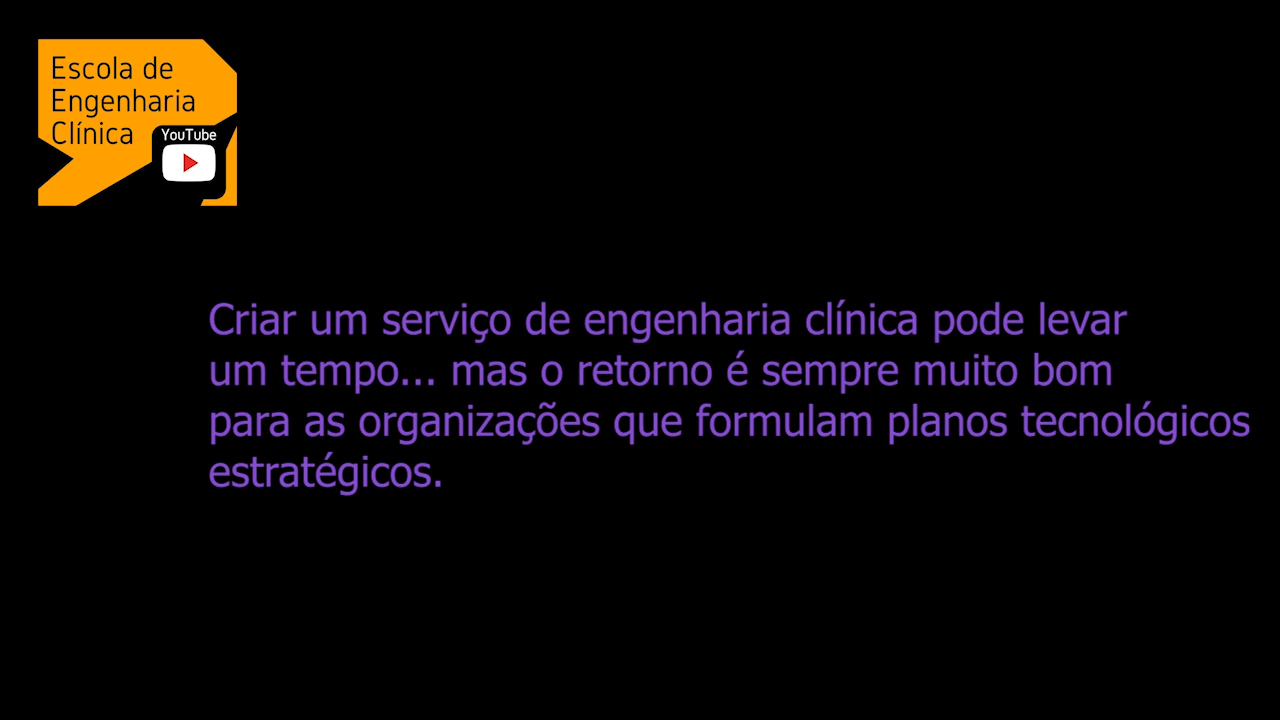 Escola de
Engenharia
Clínica
YouTube
Criar um serviço de engenharia clínica pode levar
um tempo... mas o retorno é sempre muito bom
para as organizações que formulam planos tecnológicos
estratégicos.